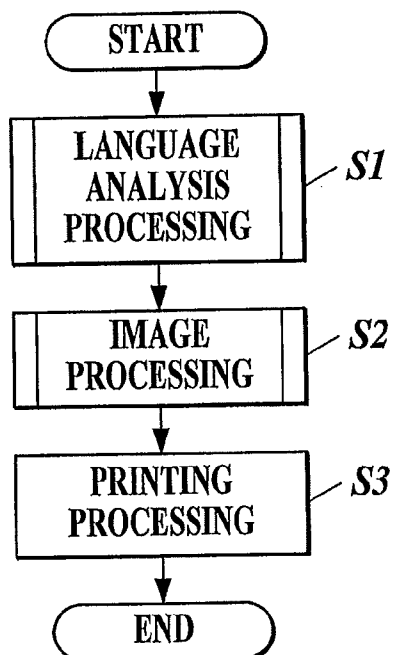 START
LANGUAGE
ANALYSIS
PROCESSING
S1
IMAGE
PROCESSING
S2
PRINTING
PROCESSING
S3
END